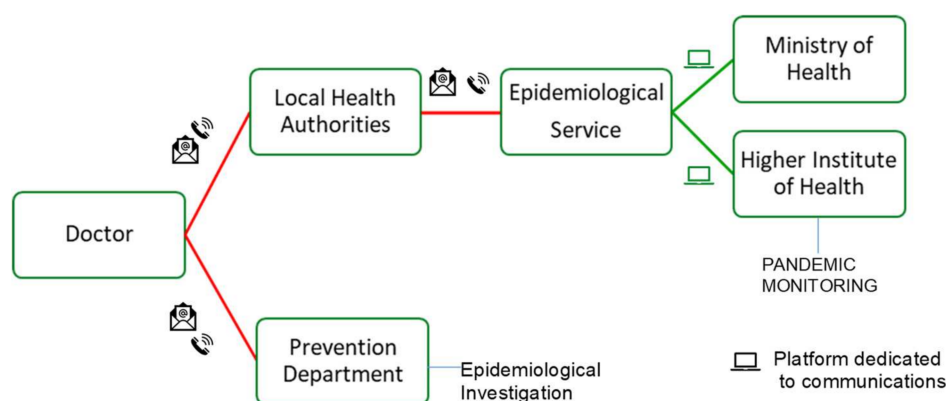 Ministry of
Health
Local Health
Authorities
Epidemiological
Service
Higher Institute
of Health
Doctor
PANDEMIC
MONITORING
Prevention
Department
Epidemiological
Investigation
Platform dedicated
to communications